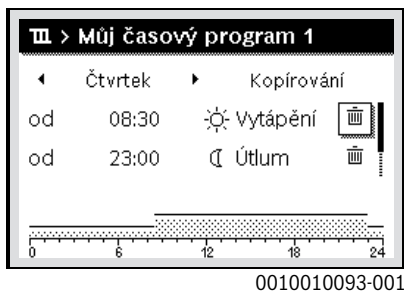 > Můj časový program 1
Čtvrtek Kopírování
od 08:30 Vytápění
od 23:00 Útlum
0 6 12 18 24
0010010093-001